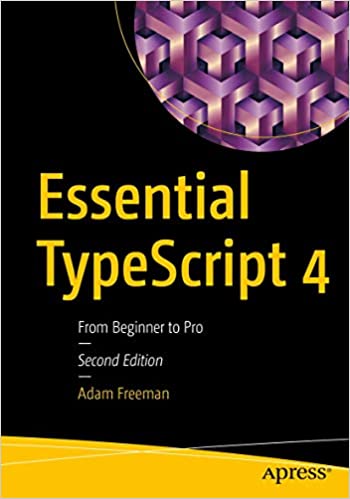 Essential
TypeScript 4
From Beginner to Pro
Second Edition
Adam Freeman
Apress®